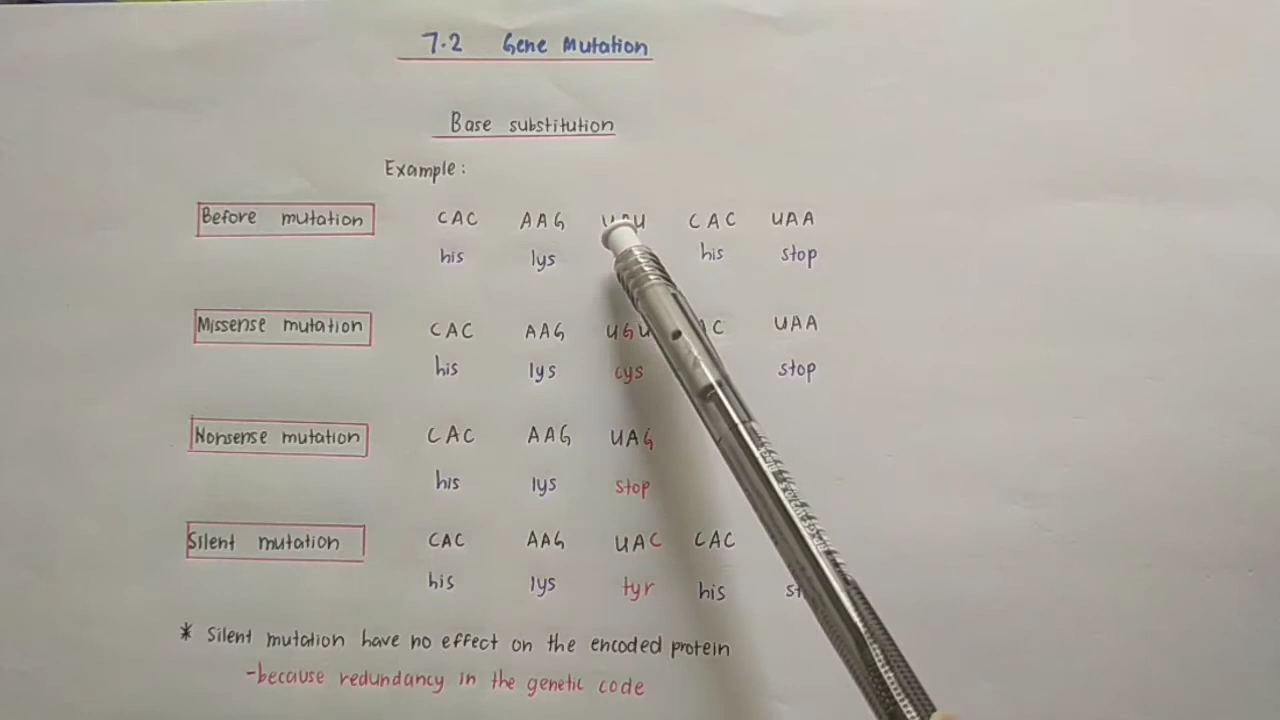 7.2 Gene Mutation
Base substitution
Example:
Before mutation CAC AAG CAC UAA
his lys his stop
Missense mutation CAC AAG UGU UAA
his lys cys stop
Nonsense mutation CAC AAG UAG
his lys stop
Silent mutation CAC AAG UAC CAC
his lys tyr his
* Silent mutation have no effect on the encoded protein
-because redundancy in the genetic code